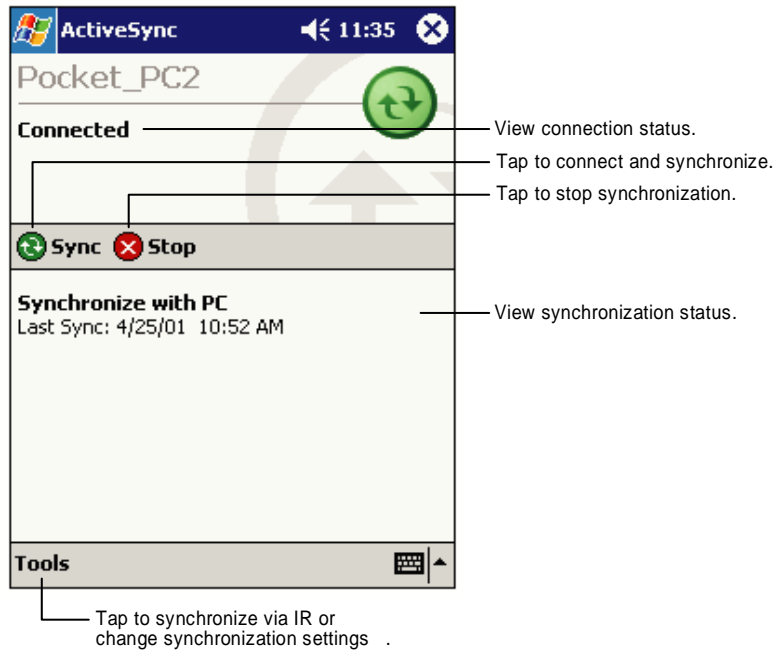 ActiveSync 11:35
Pocket_PC2
Connected
View connection status.
Tap to connect and synchronize.
Tap to stop synchronization.
Sync Stop
Synchronize with PC
Last Sync: 4/25/01 10:52 AM
View synchronization status.
Tools
Tap to synchronize via IR or
change synchronization settings .